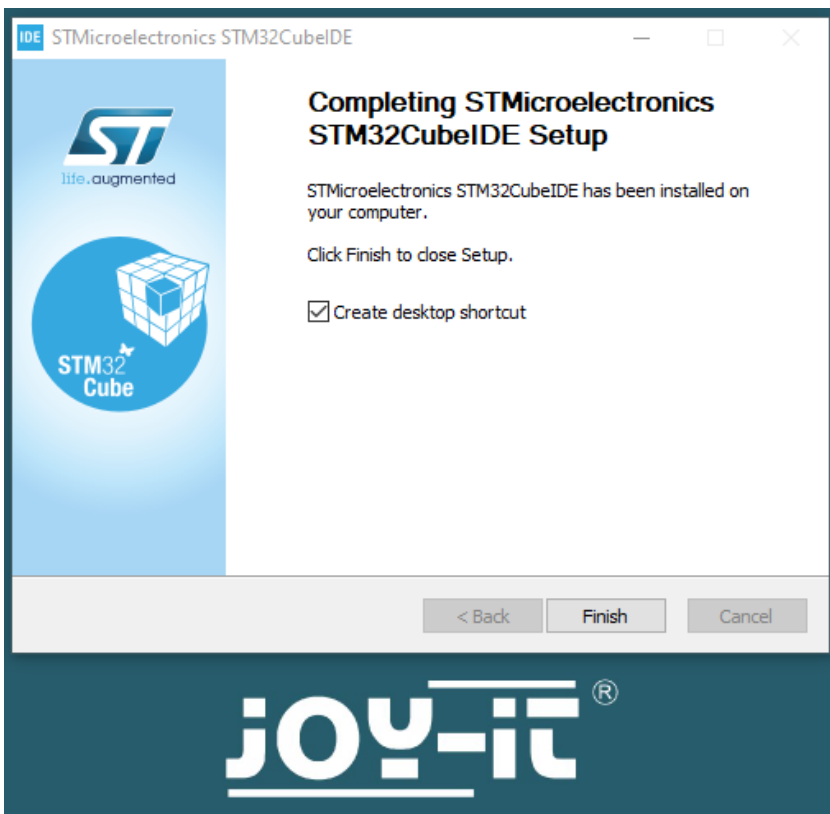 IDE STMicroelectronics STM32CubeIDE
ST
life.augmented
STM32
Cube
Completing STMicroelectronics
STM32CubeIDE Setup
STMicroelectronics STM32CubeIDE has been installed on
your computer.
Click Finish to close Setup.
Create desktop shortcut
< Back Finish Cancel
JOY-iT ®